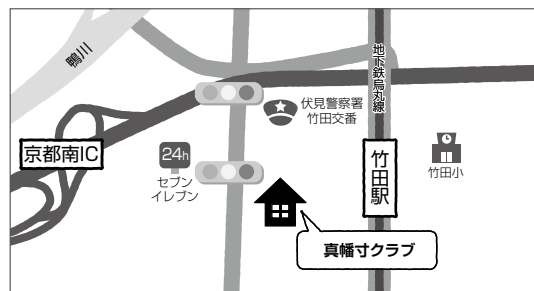 鴨川
地下鉄烏丸線
伏見警察署
竹田交番
京都南IC
24h
セブン
イレブン
竹田駅
竹田小
真幡寸クラブ